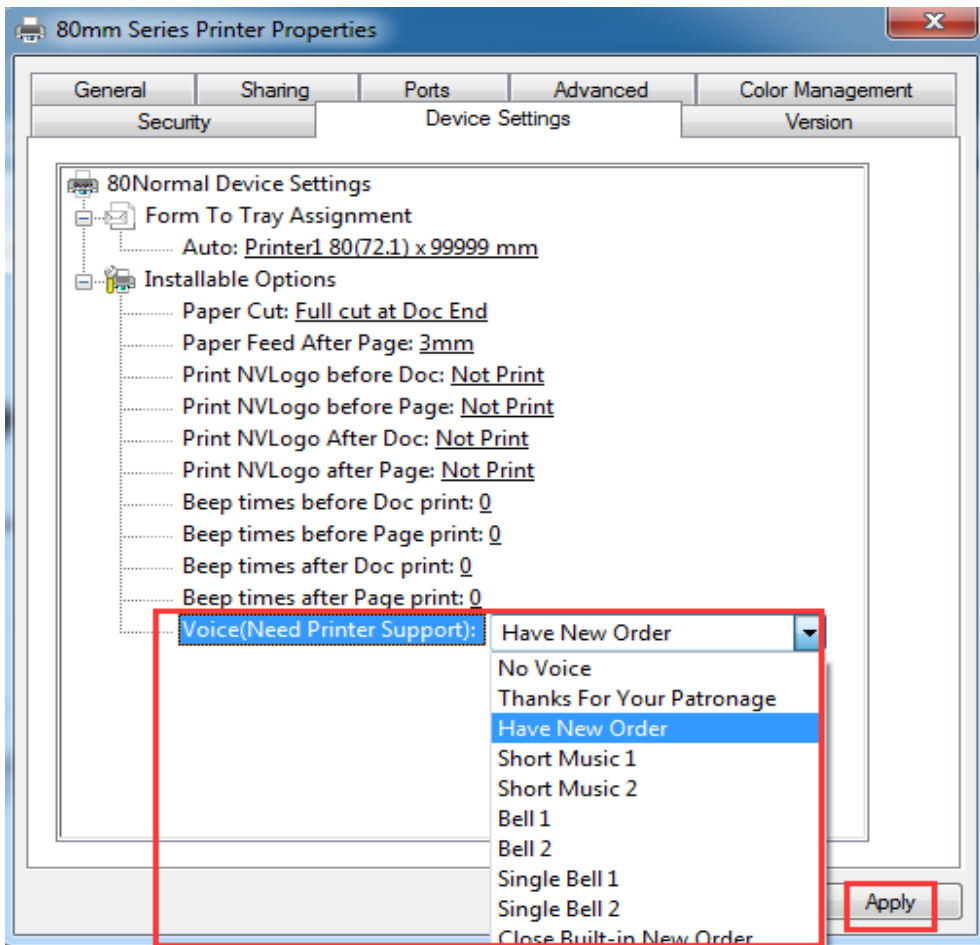 80mm Series Printer Properties
General Sharing Ports Advanced Color Management
Security Device Settings Version
80Normal Device Settings
Form To Tray Assignment
Auto: Printer1 80(72.1) x 99999 mm
Installable Options
Paper Cut: Full cut at Doc End
Paper Feed After Page: 3mm
Print NVLogo before Doc: Not Print
Print NVLogo before Page: Not Print
Print NVLogo After Doc: Not Print
Print NVLogo after Page: Not Print
Beep times before Doc print: 0
Beep times before Page print: 0
Beep times after Doc print: 0
Beep times after Page print: 0
Voice(Need Printer Support): Have New Order
No Voice
Thanks For Your Patronage
Have New Order
Short Music 1
Short Music 2
Bell 1
Bell 2
Single Bell 1
Single Bell 2
Apply
Close Built-in New Order